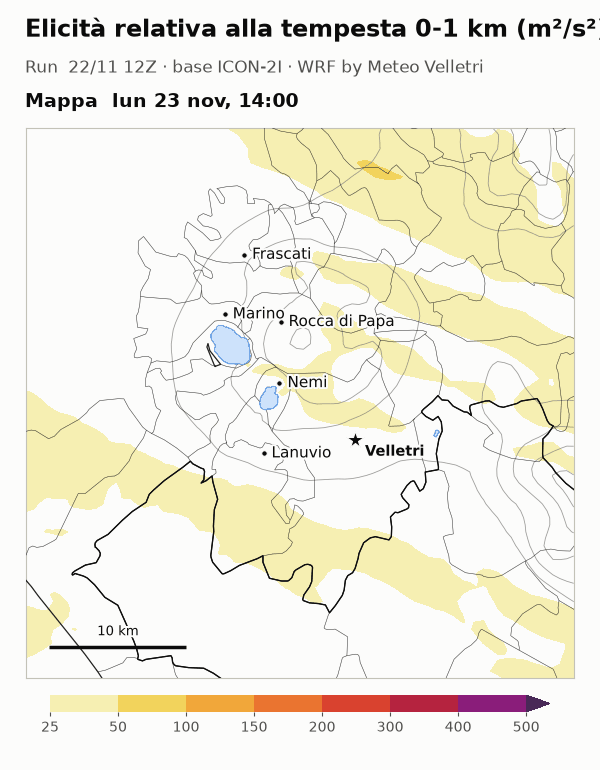 Elicità relativa alla tempesta 0-1 km (m²/s²)
Run  22/11 12Z · base ICON-2I · WRF by Meteo Velletri
Mappa  lun 23 nov, 14:00
Frascati
Marino
Rocca di Papa
Nemi
Velletri
Lanuvio
10 km
25 50 100 150 200 300 400 500